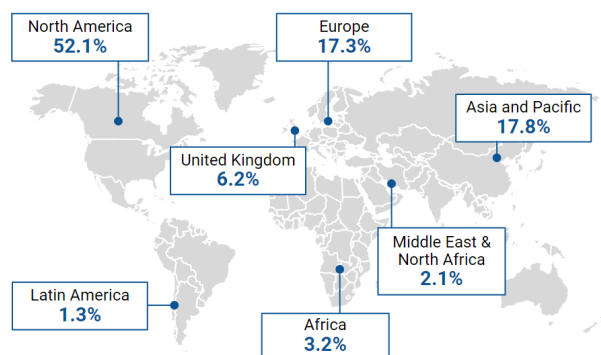 North America
52.1%
Europe
17.3%
Asia and Pacific
17.8%
United Kingdom
6.2%
Middle East &
North Africa
2.1%
Latin America
1.3%
Africa
3.2%